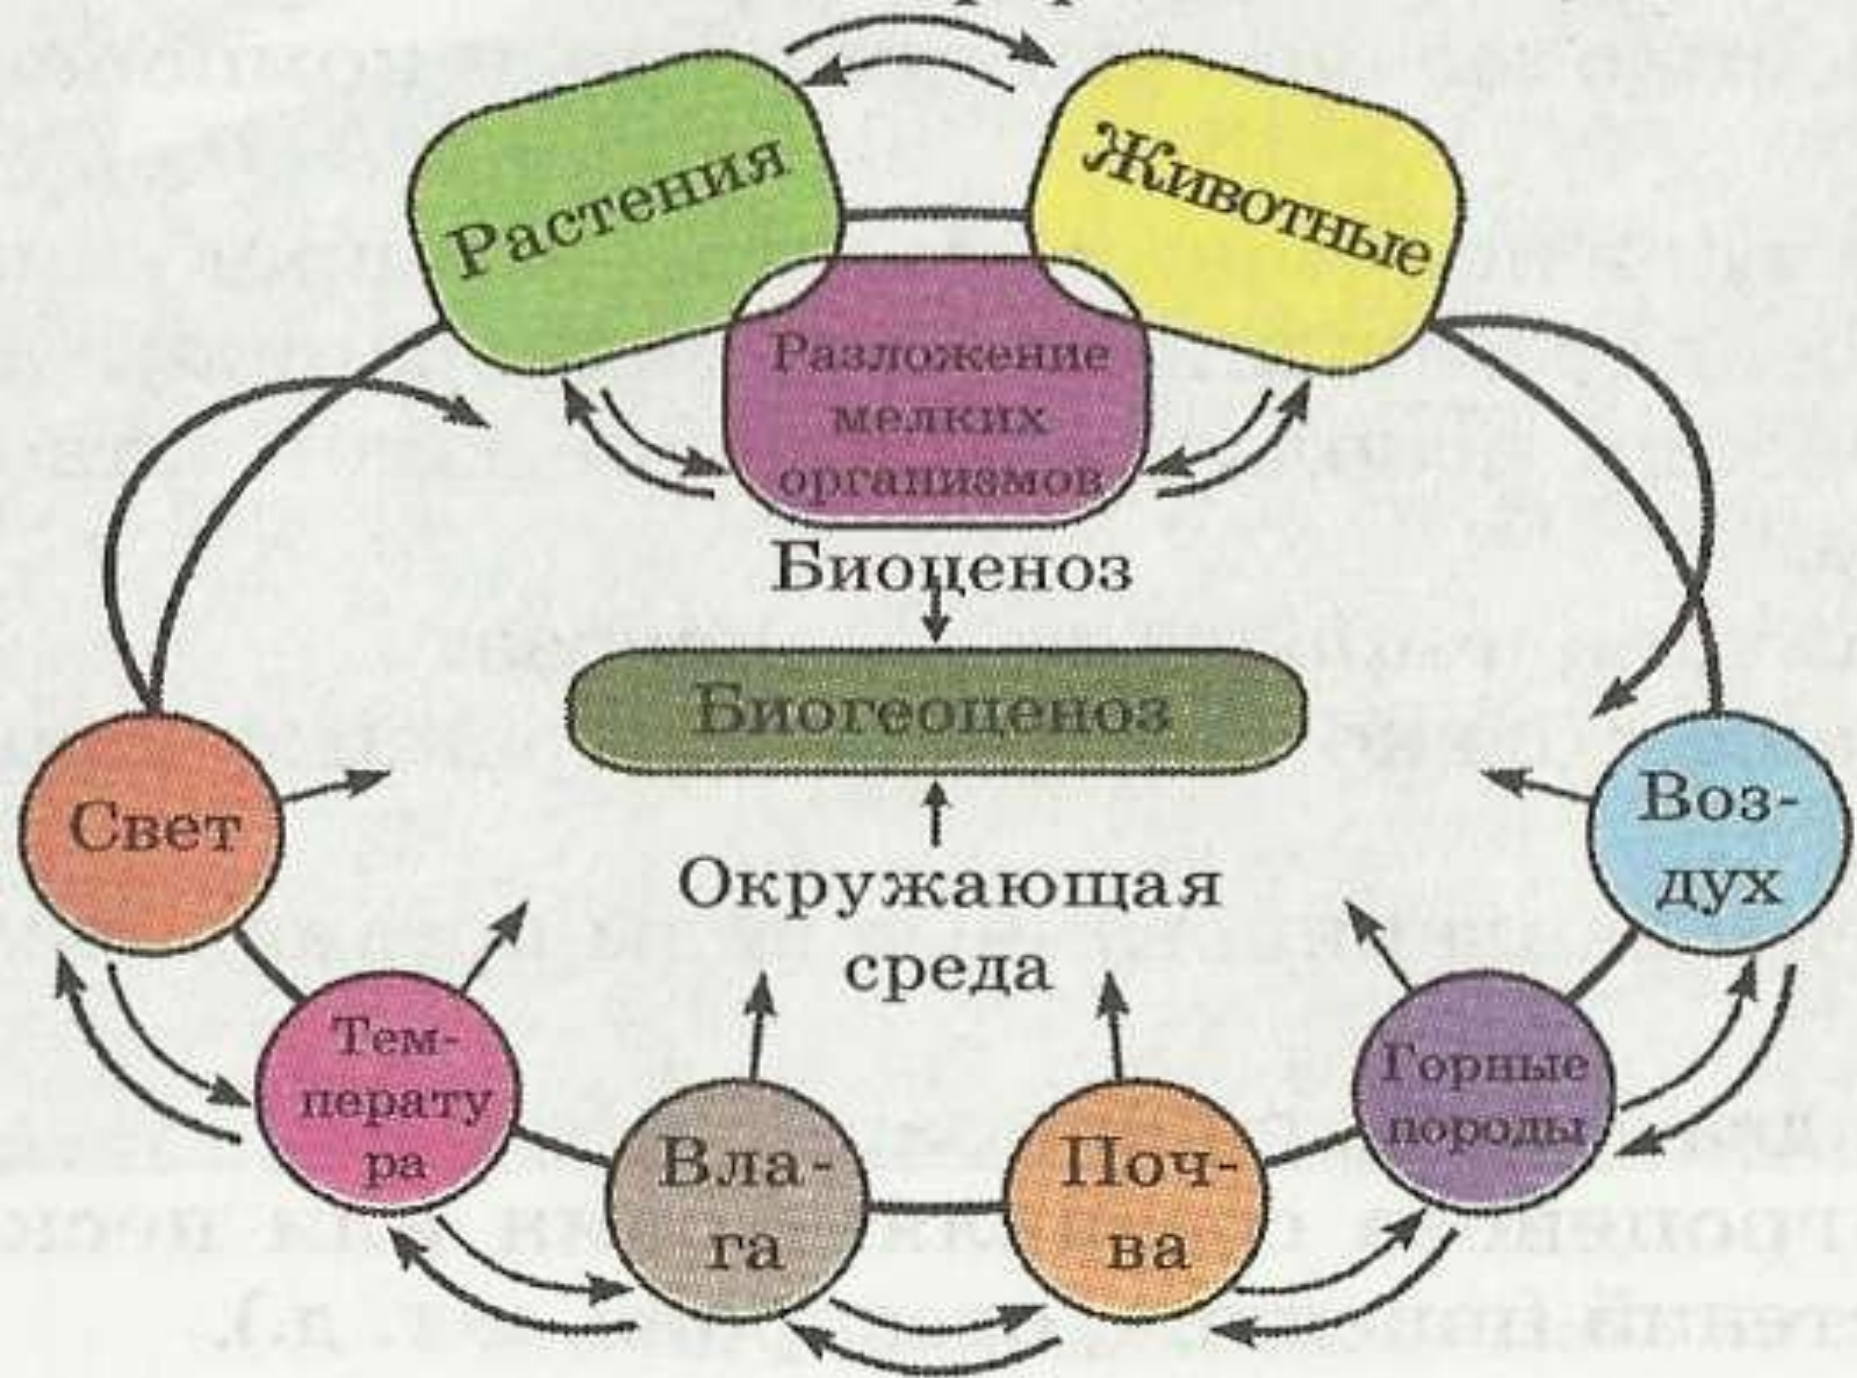 Растения
Животные
Разложение
мелких
организмов
Биоценоз
Биогеоценоз
Свет
Воз-
дух
Окружающая
среда
Тем-
перату
ра
Горные
породы
Вла-
га
Поч-
ва